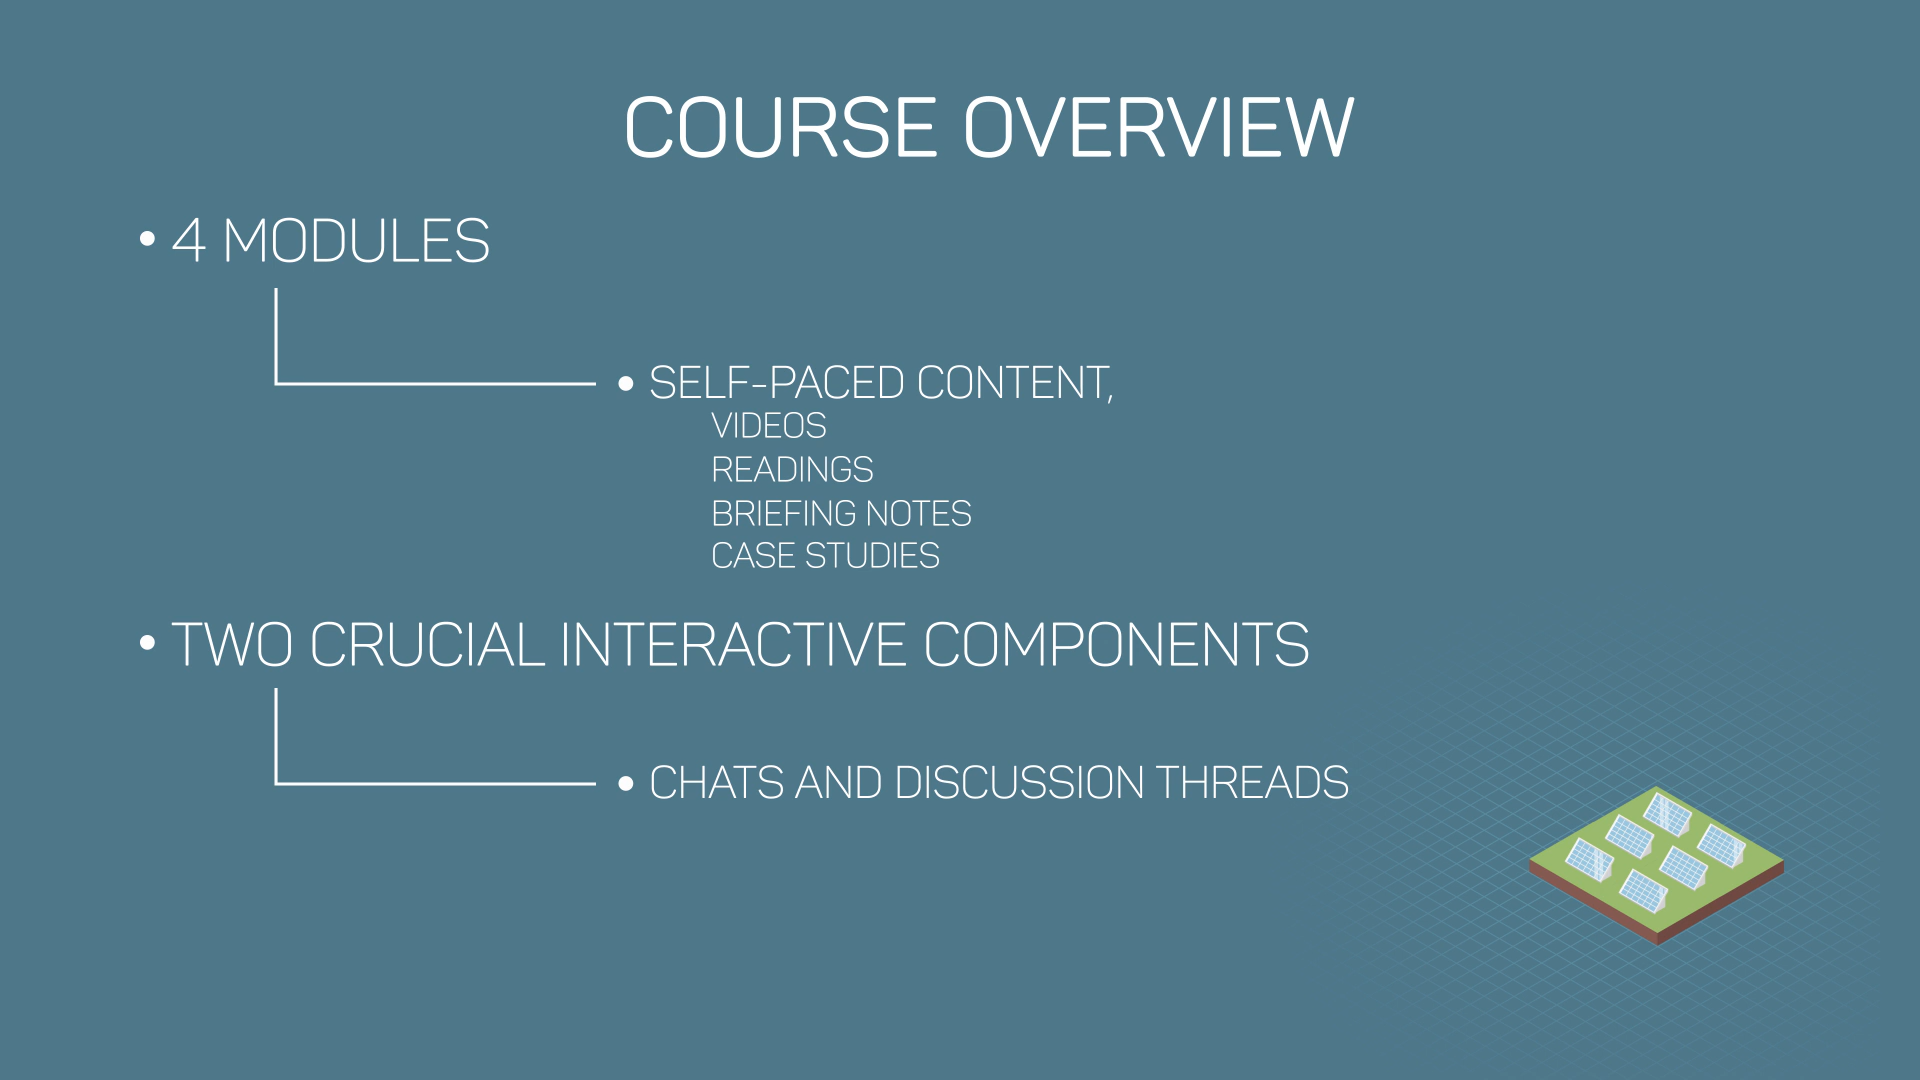 COURSE OVERVIEW
• 4 MODULES
• SELF-PACED CONTENT,
VIDEOS
READINGS
BRIEFING NOTES
CASE STUDIES
• TWO CRUCIAL INTERACTIVE COMPONENTS
• CHATS AND DISCUSSION THREADS